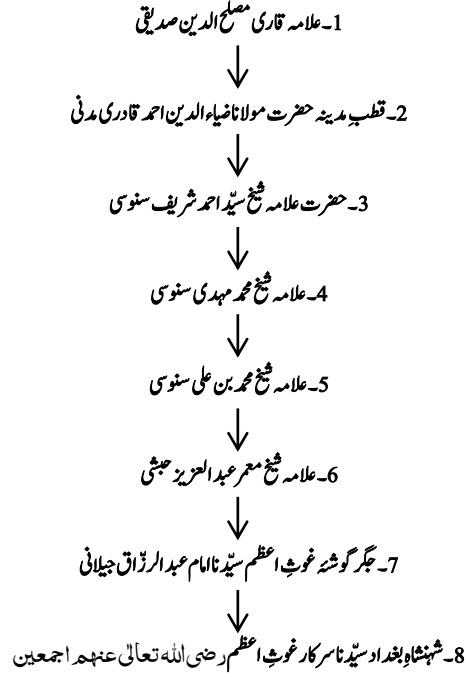 1۔علامہ قاری مصلح الدین صدیقی
2۔قطبِ مدینہ حضرت مولانا ضیاء الدین احمد قادری مدنی
3۔حضرت علامہ شیخ سیّد احمد شریف سنوسی
4۔علامہ شیخ محمد مہدی سنوسی
5۔علامہ شیخ محمد بن علی سنوسی
6۔علامہ شیخ معمر عبد العزیز حبشی
7۔جگر گوشۂ غوثِ اعظم سیّدنا امام عبد الرزّاق جیلانی
8۔شہنشاہِ بغداد سیّدنا سرکار غوثِ اعظم رضی اللہ تعالٰی عنہم اجمعین